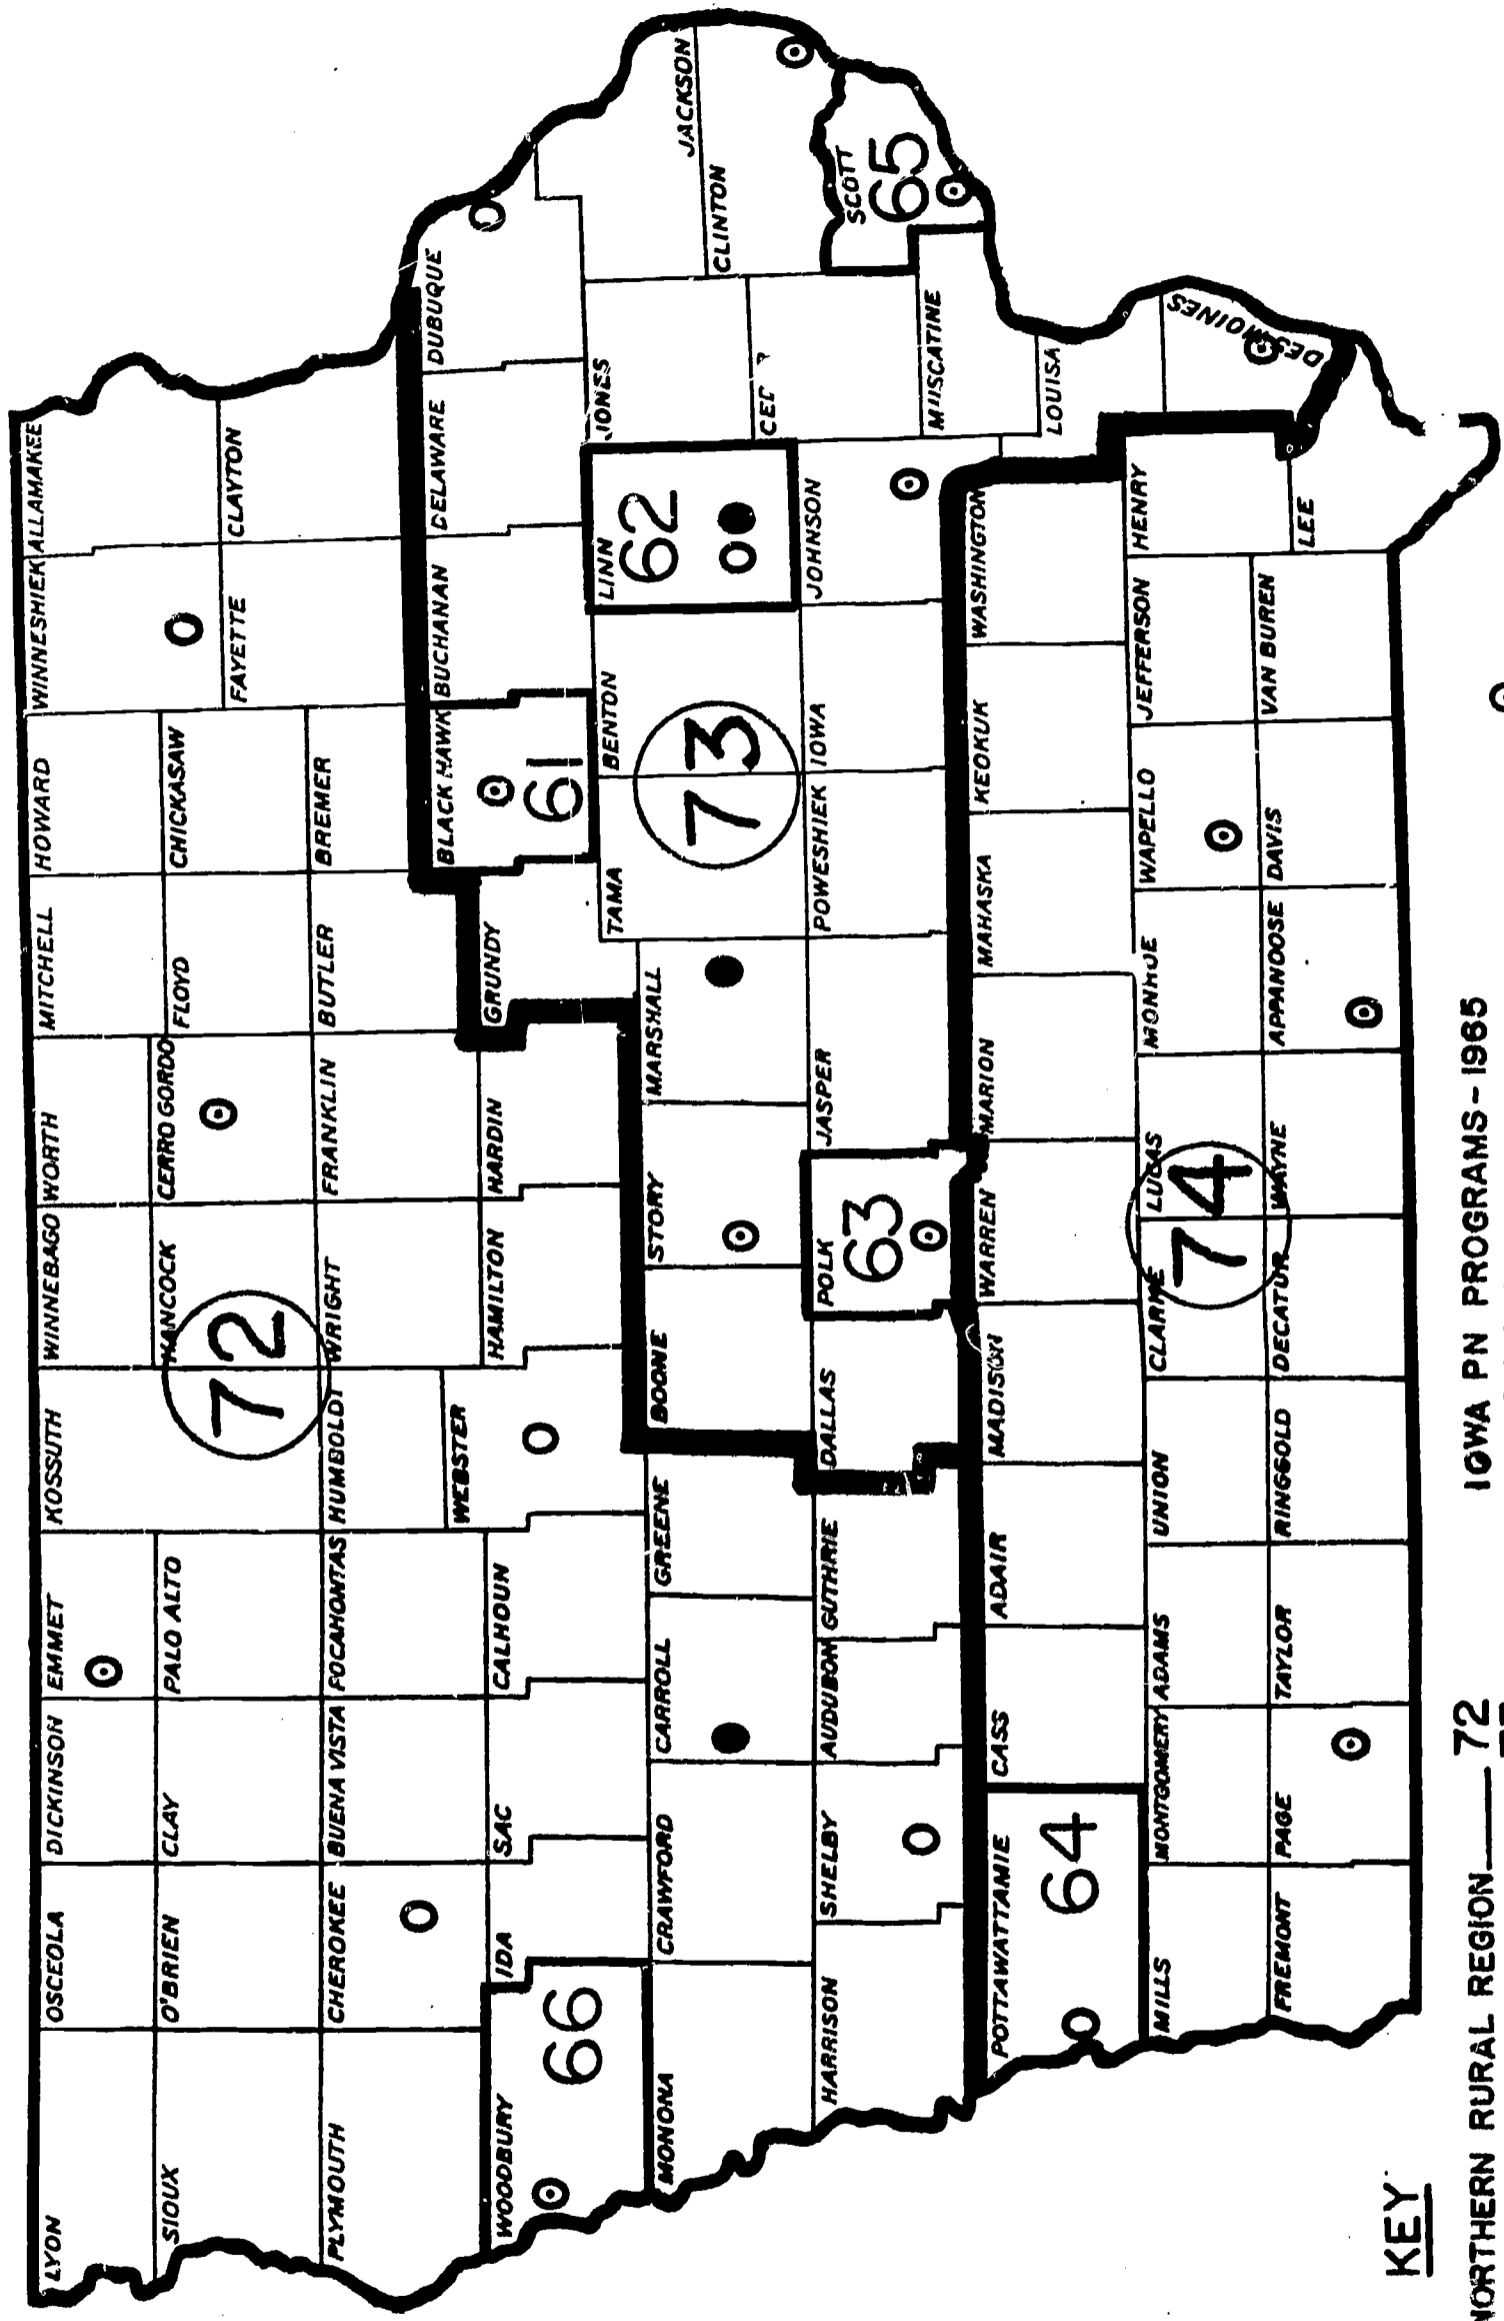 LYON OSCEOLA DICKINSON EMMET KOSSUTH WINNEBAGO WORTH MITCHELL HOWARD WINNESHIEK ALLAMAKEE
SIOUX O'BRIEN CLAY PALO ALTO HANCOCK CERRO GORDO FLOYD CHICKASAW
FAYETTE CLAYTON
72
PLYMOUTH CHEROKEE BUENA VISTA POCAHONTAS HUMBOLDT WRIGHT FRANKLIN BUTLER BREMER
BLACK HAWK BUCHANAN DELAWARE DUBUQUE
WEBSTER
WOODBURY IDA SAC CALHOUN HAMILTON HARDIN GRUNDY
66
61
LINN JONES
62
TAMA BENTON
MONONA CRAWFORD CARROLL GREENE BOONE STORY MARSHALL
JACKSON
CLINTON
73
HARRISON SHELBY AUDUBON GUTHRIE DALLAS POLK JASPER POWESHIEK IOWA JOHNSON
63
SCOTT
65
MUSCATINE
POTTAWATTAMIE CASS ADAIR MADISON WARREN MARION MAHASKA KEOKUK WASHINGTON
64
LOUISA
MILLS MONTGOMERY ADAMS UNION CLARKE LUCAS MONROE WAPELLO JEFFERSON HENRY
DES MOINES
74
FREMONT PAGE TAYLOR RINGGOLD DECATUR WAYNE APPANOOSE DAVIS VAN BUREN LEE
KEY
IOWA PN PROGRAMS-1965
NORTHERN RURAL REGION—72